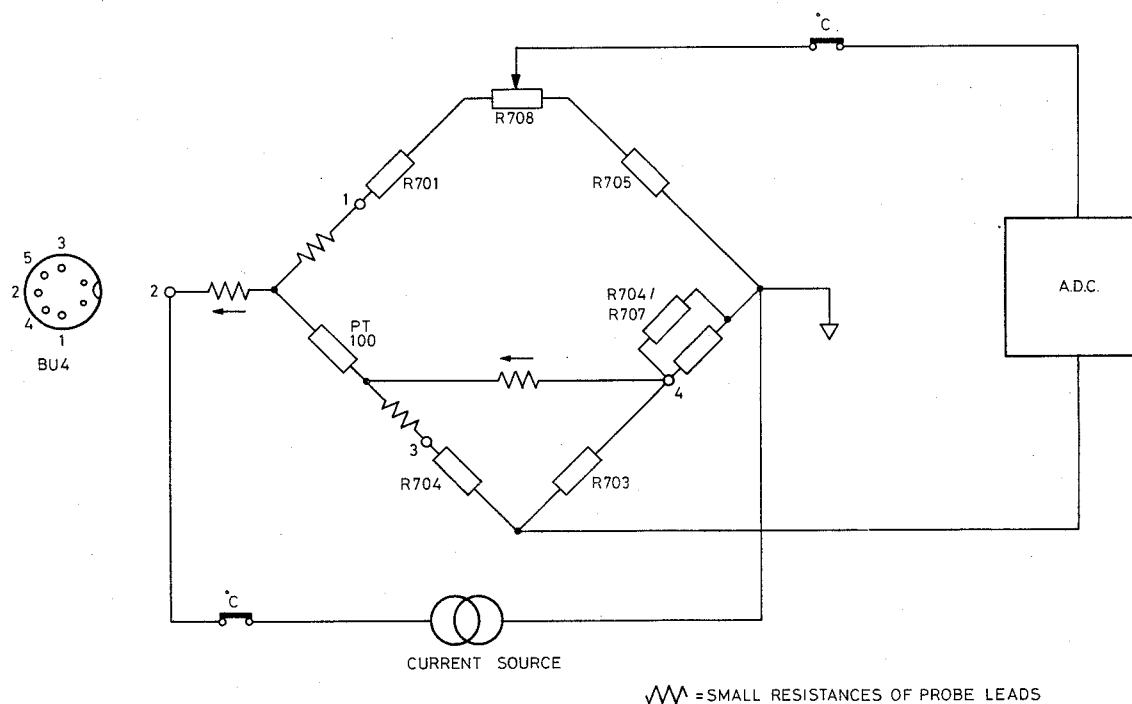 °C
R708
R701
R705
1
5
3
2
4
1
BU4
2
PT
100
R704/
R707
A.D.C.
4
3
R704
R703
°C
CURRENT SOURCE
=SMALL RESISTANCES OF PROBE LEADS